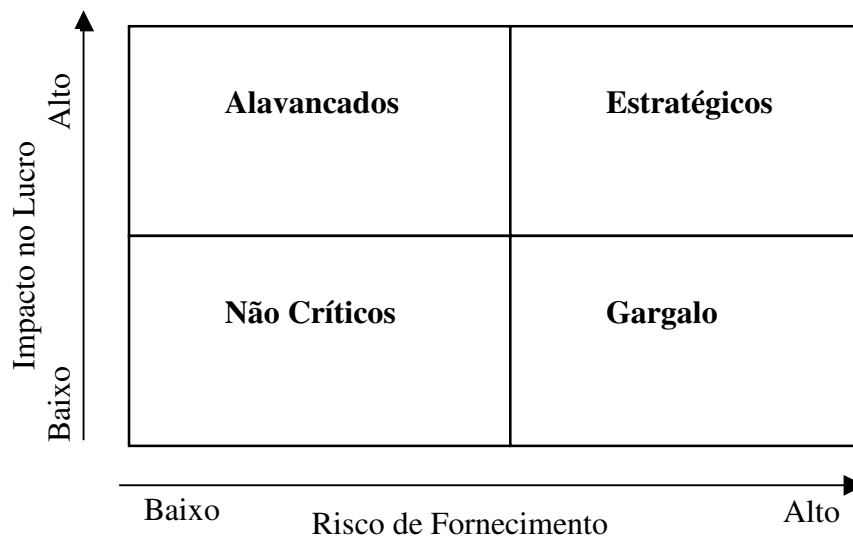 Alto
Impacto no Lucro
Baixo
Alavancados
Estratégicos
Não Críticos
Gargalo
Baixo
Risco de Fornecimento
Alto